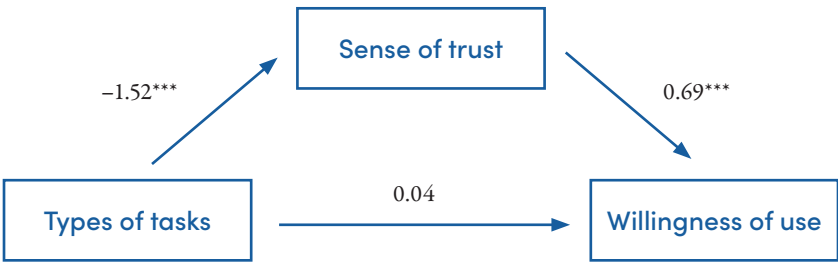 Sense of trust
–1.52***
0.69***
0.04
Types of tasks
Willingness of use